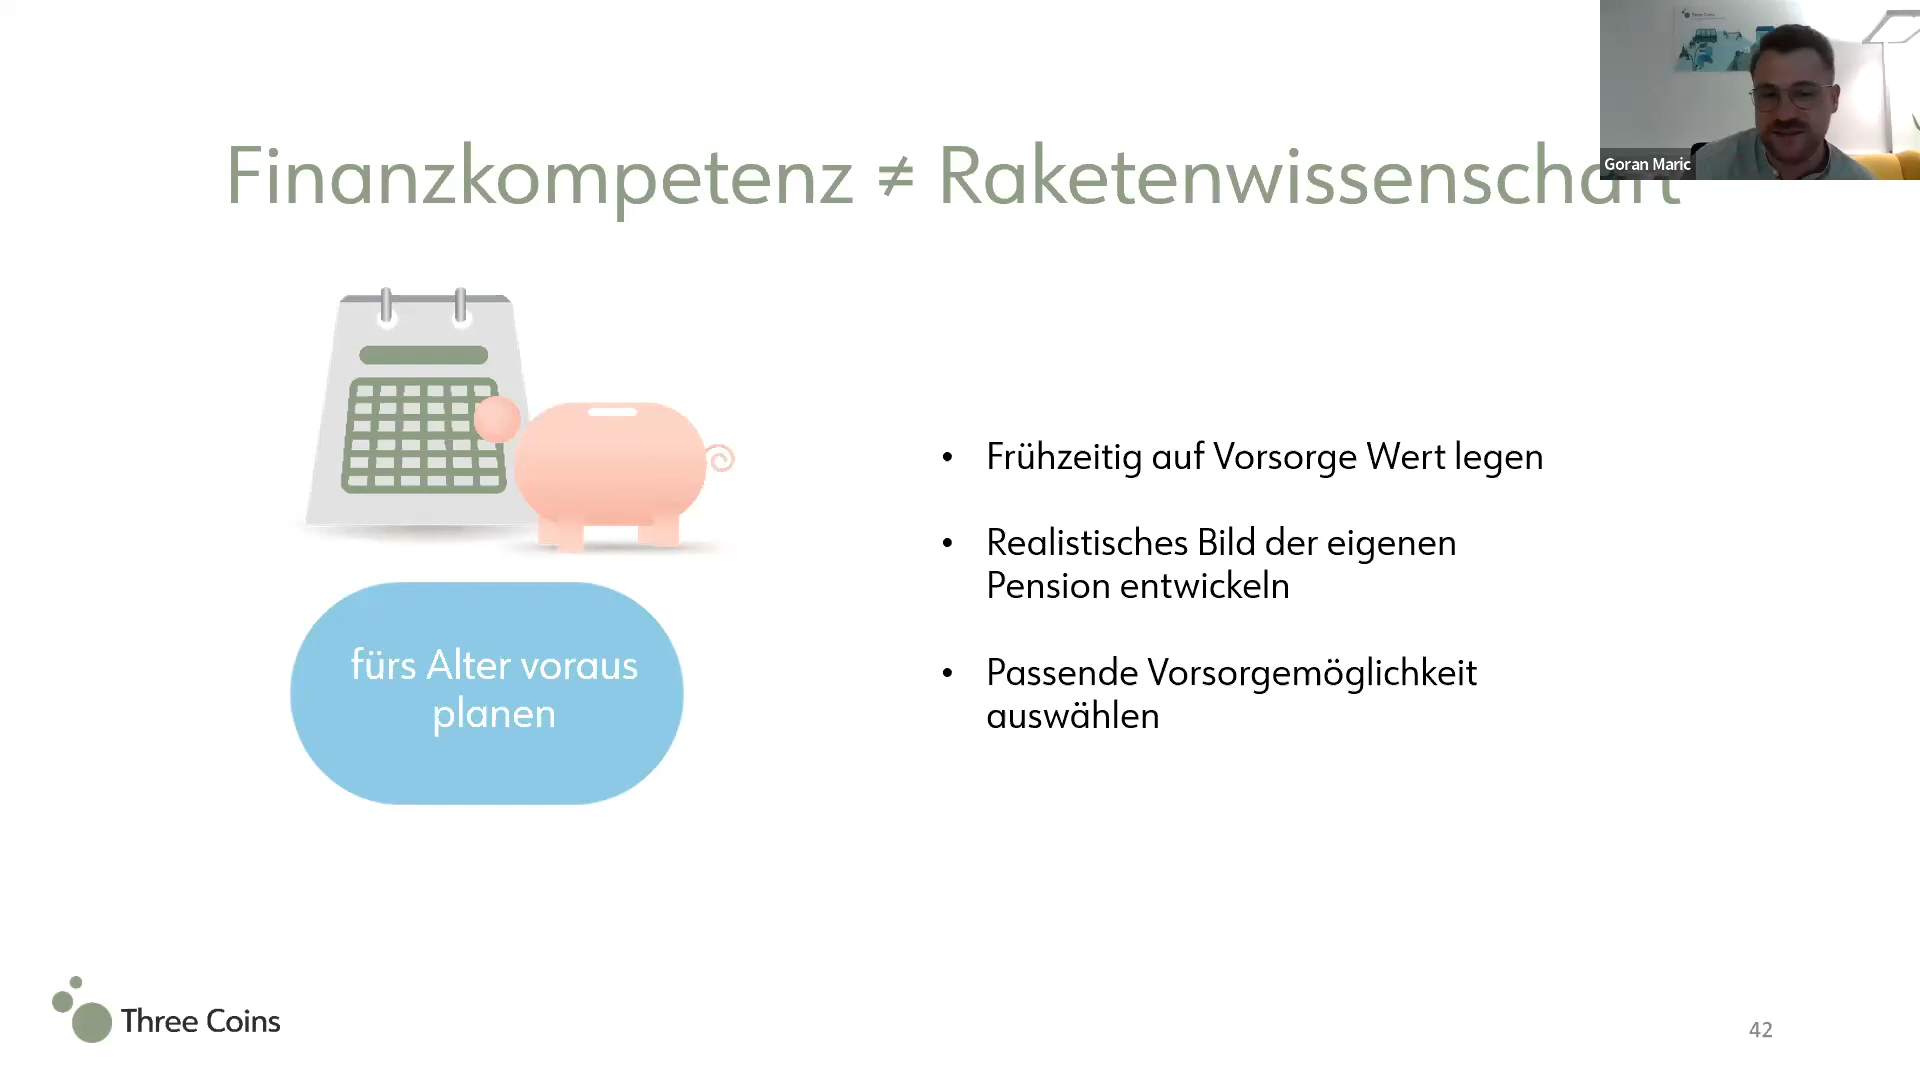 Finanzkompetenz ≠ Raketenwissenschaft
Goran Maric
• Frühzeitig auf Vorsorge Wert legen
• Realistisches Bild der eigenen
Pension entwickeln
• Passende Vorsorgemöglichkeit
auswählen
fürs Alter voraus
planen
Three Coins
42